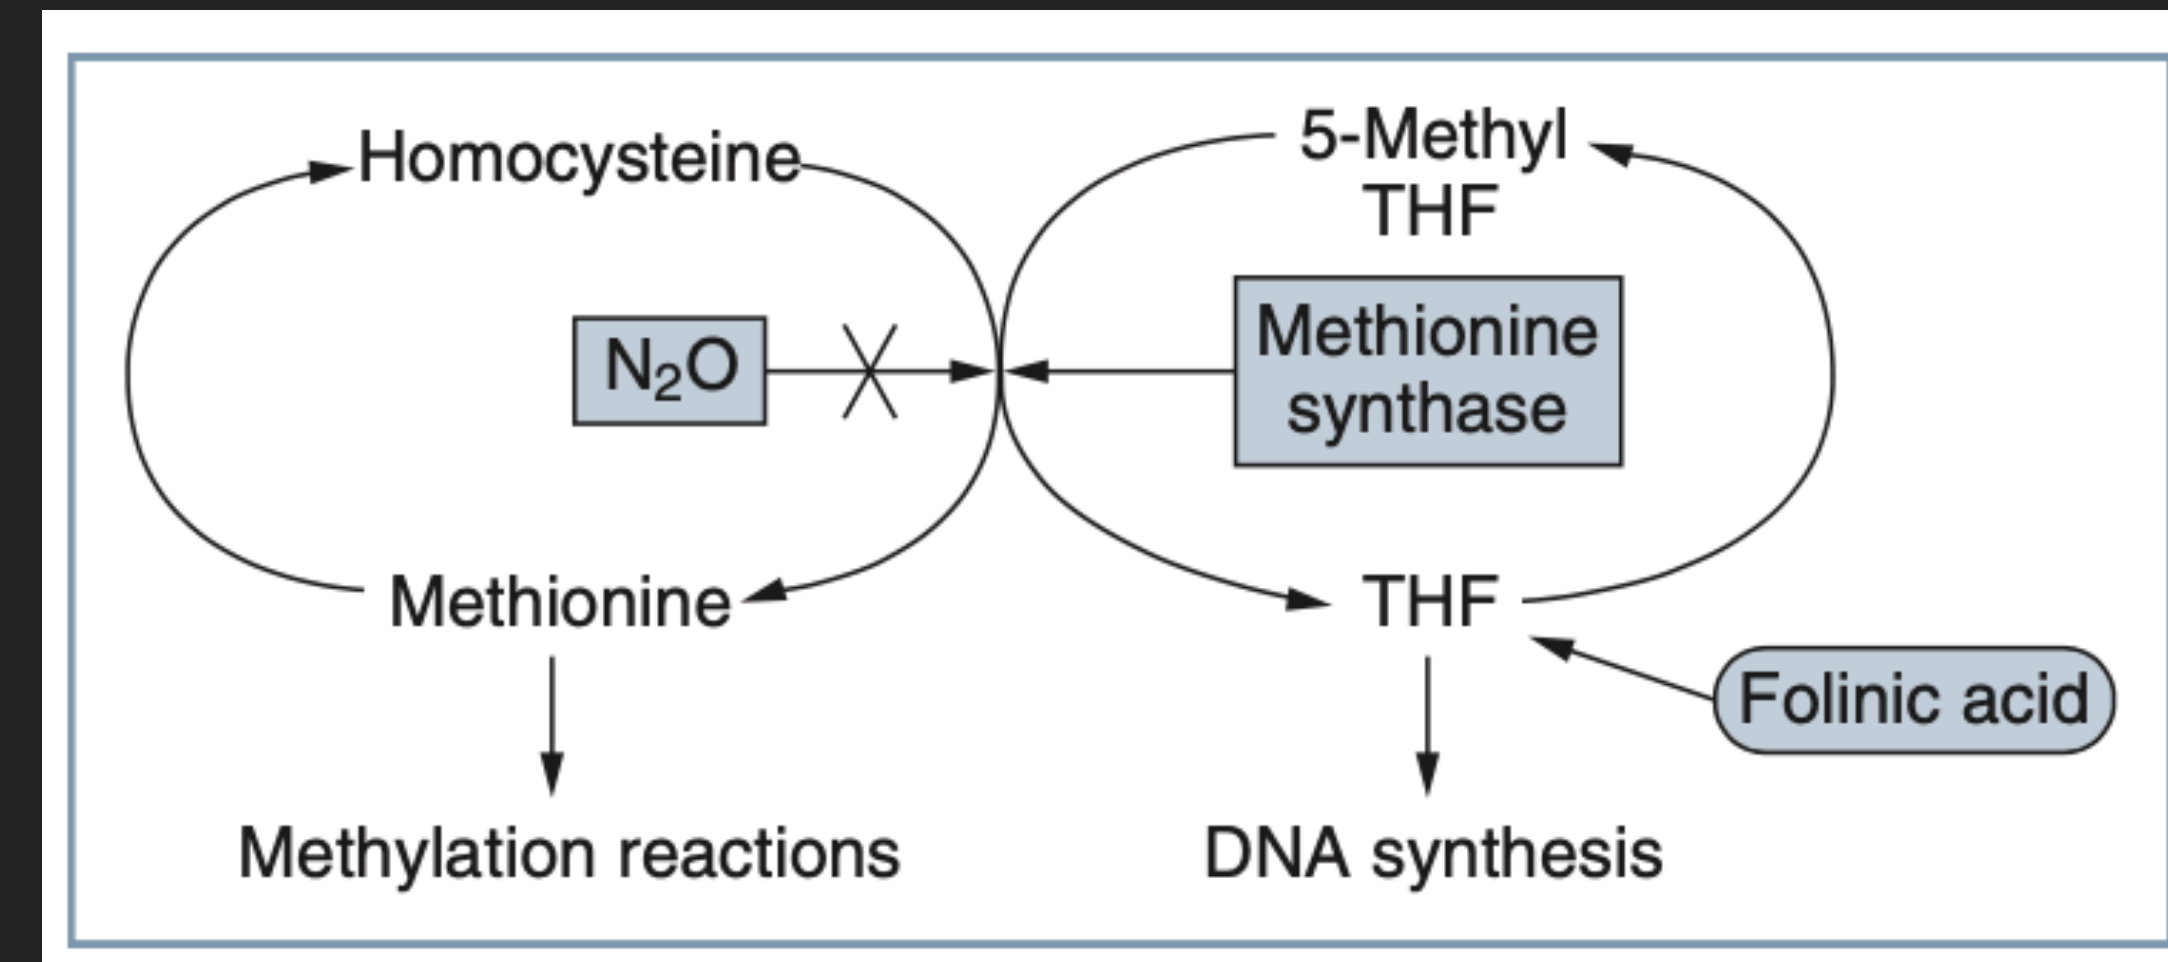 Homocysteine
5-Methyl
THF
N₂O
Methionine
synthase
Methionine
THF
Folinic acid
Methylation reactions
DNA synthesis